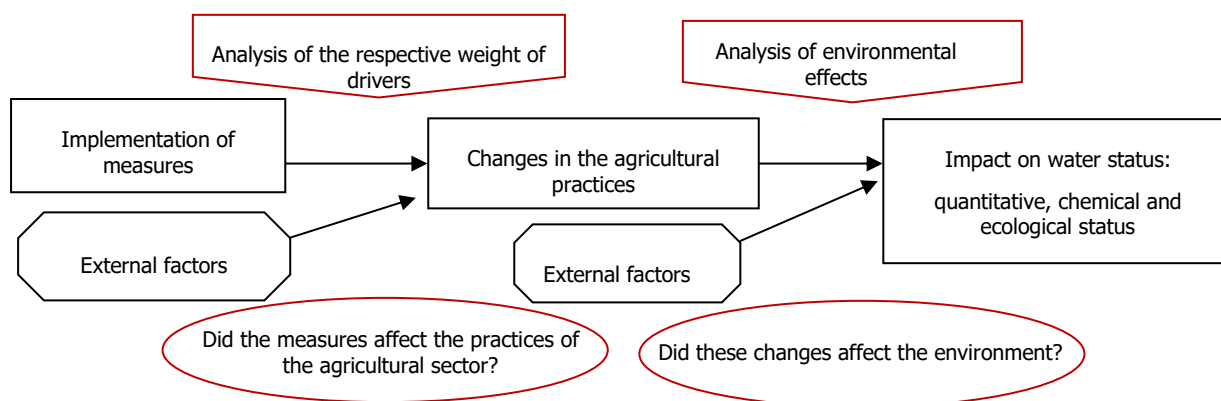 Analysis of the respective weight of
drivers
Analysis of environmental
effects
Implementation of
measures
Changes in the agricultural
practices
Impact on water status:
quantitative, chemical and
ecological status
External factors
External factors
Did the measures affect the practices of
the agricultural sector?
Did these changes affect the environment?